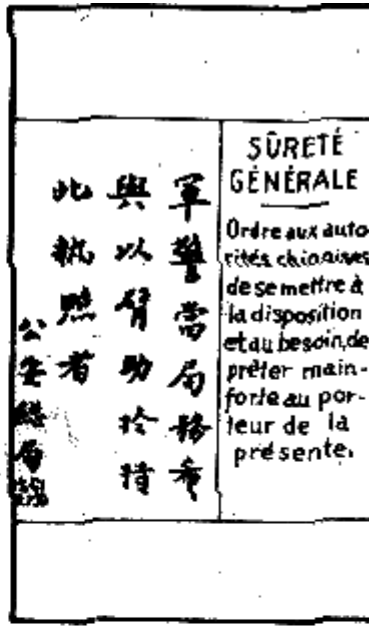 SÛRETÉ
GÉNÉRALE
Ordre aux auto-
rités chinoises
de se mettre à
la disposition
et au besoin, de
prêter main-
forte au por-
teur de la
présente.
軍警當局務希
與以臂助於持
此執照者
公安總局